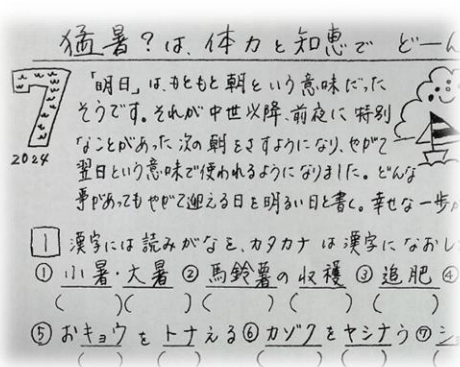 猛暑?は、体力と知恵で どーん
7
2024
「明日」は、もともと朝という意味だった
そうです。それが中世以降、前夜に特別
なことがあった次の朝をさすようになり、やがて
翌日という意味で使われるようになりました。どんな
事があってもやがて迎える日を明るい日と書く。幸せな一歩が
1 漢字には読みがなを、カタカナは漢字になおし
① 小暑・大暑 ② 馬鈴薯の収穫 ③ 追肥 ④
( )( ) ( ) ( ) ( )
⑤ おキョウをトナえる ⑥ カゾクをヤシナう ⑦ シ
( ) ( ) ( ) ( ) (